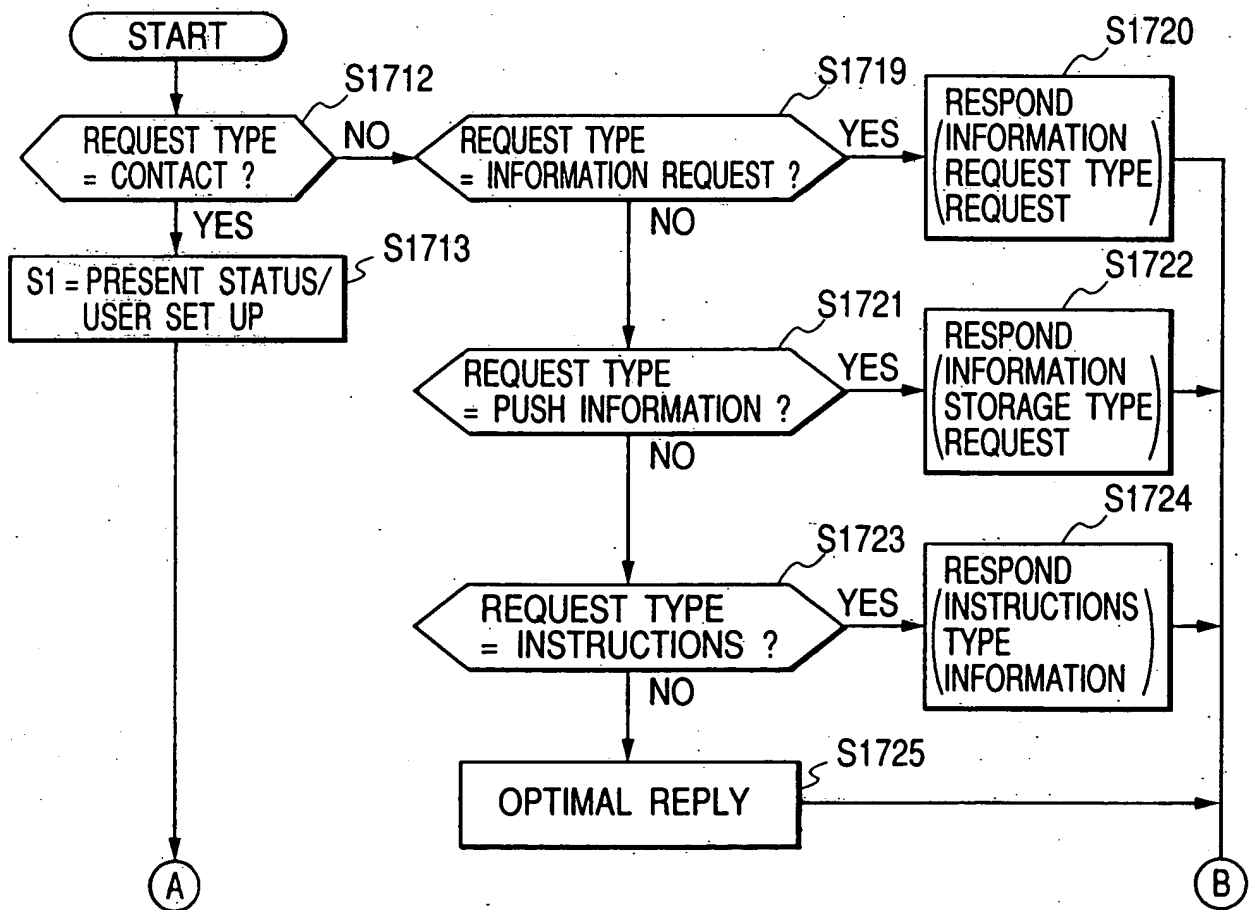 START
S1712
REQUEST TYPE
= CONTACT ?
NO
YES
S1713
S1 = PRESENT STATUS/
USER SET UP
A
S1719
REQUEST TYPE
= INFORMATION REQUEST ?
YES
NO
S1720
RESPOND
(INFORMATION
REQUEST TYPE
REQUEST)
S1721
REQUEST TYPE
= PUSH INFORMATION ?
YES
NO
S1722
RESPOND
(INFORMATION
STORAGE TYPE
REQUEST)
S1723
REQUEST TYPE
= INSTRUCTIONS ?
YES
NO
S1724
RESPOND
(INSTRUCTIONS
TYPE
INFORMATION)
S1725
OPTIMAL REPLY
B